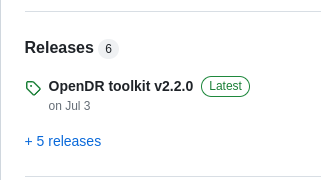 Releases 6
OpenDR toolkit v2.2.0 Latest
on Jul 3
+ 5 releases